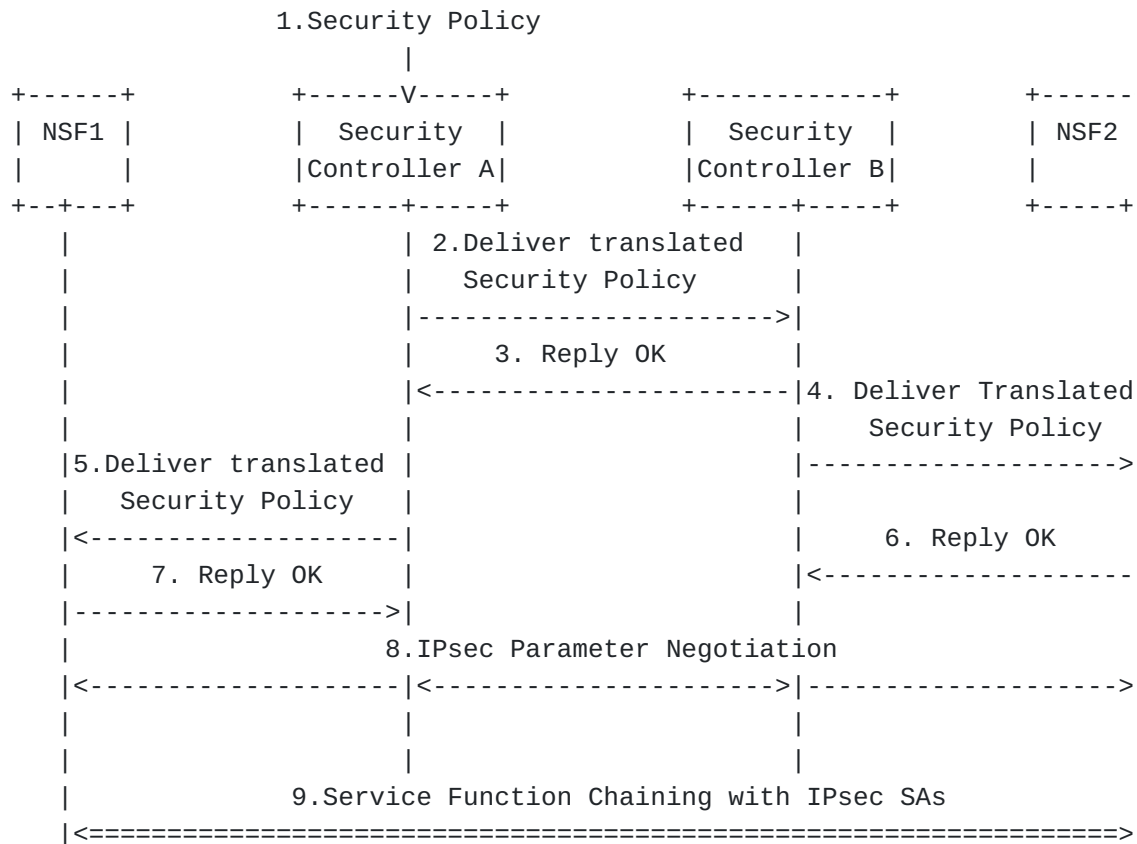 1.Security Policy
|
+------+ +------V-----+ +------------+ +------
| NSF1 | | Security | | Security | | NSF2
| | |Controller A| |Controller B| |
+--+---+ +------+-----+ +------+-----+ +-----+
| | 2.Deliver translated |
| | Security Policy |
| |----------------------->|
| | 3. Reply OK |
| |<-----------------------|4. Deliver Translated
| | | Security Policy
|5.Deliver translated | |-------------------->
| Security Policy | |
|<--------------------| | 6. Reply OK
| 7. Reply OK | |<--------------------
|-------------------->| |
| 8.IPsec Parameter Negotiation
|<--------------------|<---------------------->|-------------------->
| | |
| | |
| 9.Service Function Chaining with IPsec SAs
|<==================================================================>